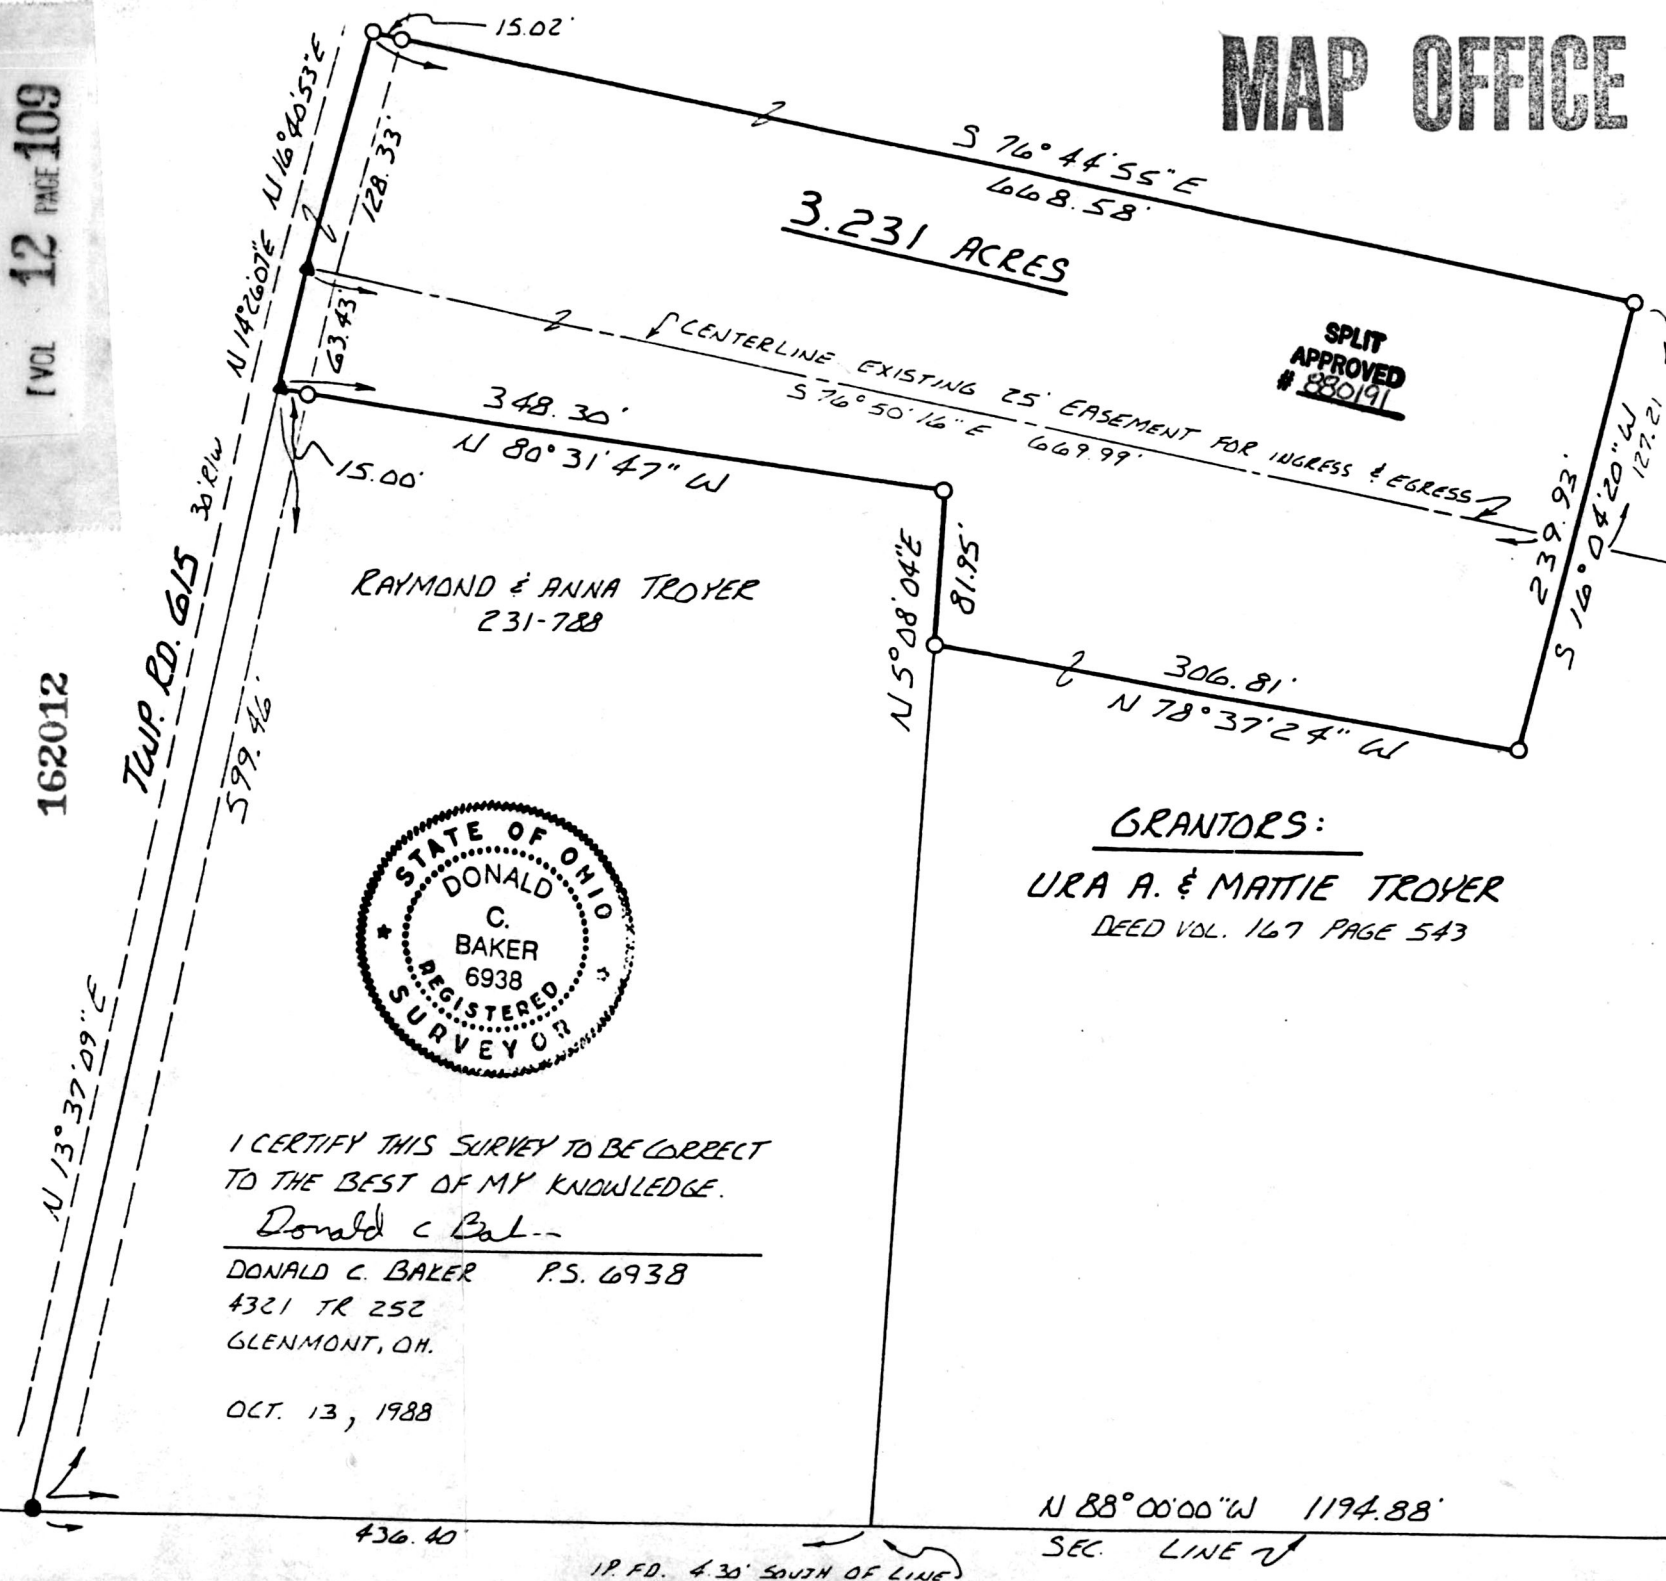 MAP OFFICE
[VOL 12 PAGE 109
162012
15.02'
N 16°40'53"E
128.33'
S 76°44'55"E
668.58'
3.231 ACRES
N 14°26'07"E
63.43'
CENTERLINE EXISTING 25' EASEMENT FOR INGRESS & EGRESS
S 76°50'16"E 669.99'
SPLIT
APPROVED
# 880191
348.30'
N 80°31'47" W
15.00'
239.93'
S 16°04'20" W
127.21
TWP. RD. 615 30' R/W
599.46'
N 13°37'09" E
RAYMOND & ANNA TROYER
231-788
N 5°08'04"E
81.95'
306.81'
N 78°37'24" W
GRANTORS:
URA A. & MATTIE TROYER
DEED VOL. 167 PAGE 543
STATE OF OHIO
DONALD
C.
BAKER
6938
REGISTERED
SURVEYOR
I CERTIFY THIS SURVEY TO BE CORRECT
TO THE BEST OF MY KNOWLEDGE.
Donald C
DONALD C. BAKER P.S. 6938
4321 TR 252
GLENMONT, OH.
OCT. 13, 1988
N 88°00'00"W 1194.88'
SEC. LINE
436.40'
I.P. FD. 4.30' SOUTH OF LINE